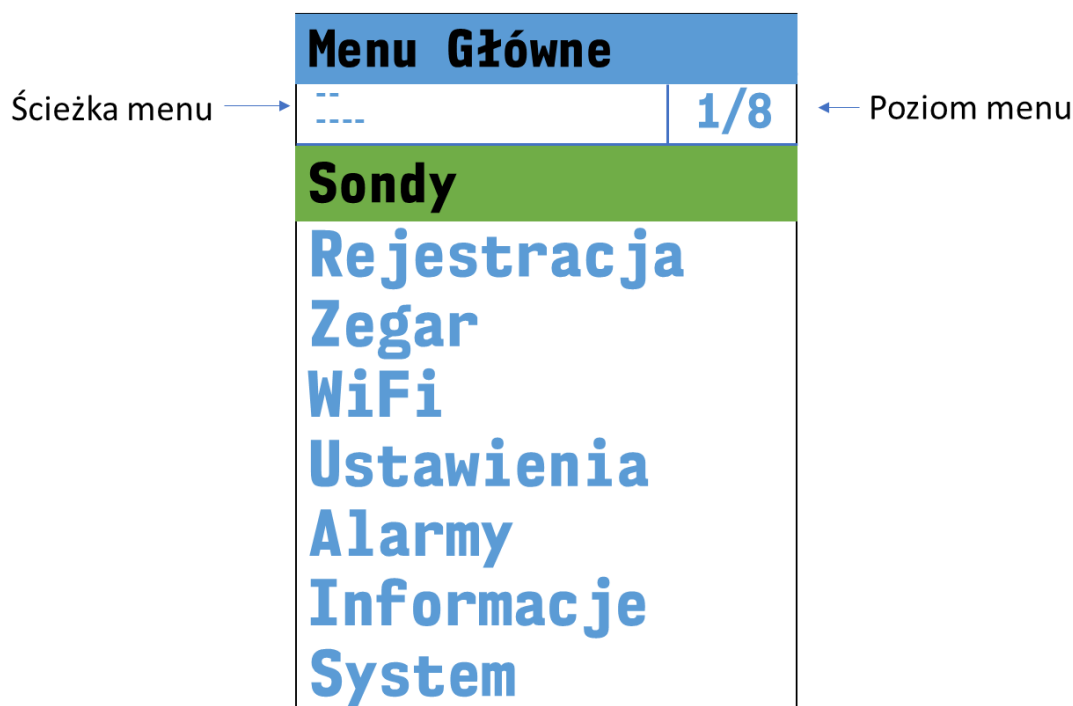 Menu Główne
Ścieżka menu
--
----
1/8
Poziom menu
Sondy
Rejestracja
Zegar
WiFi
Ustawienia
Alarmy
Informacje
System